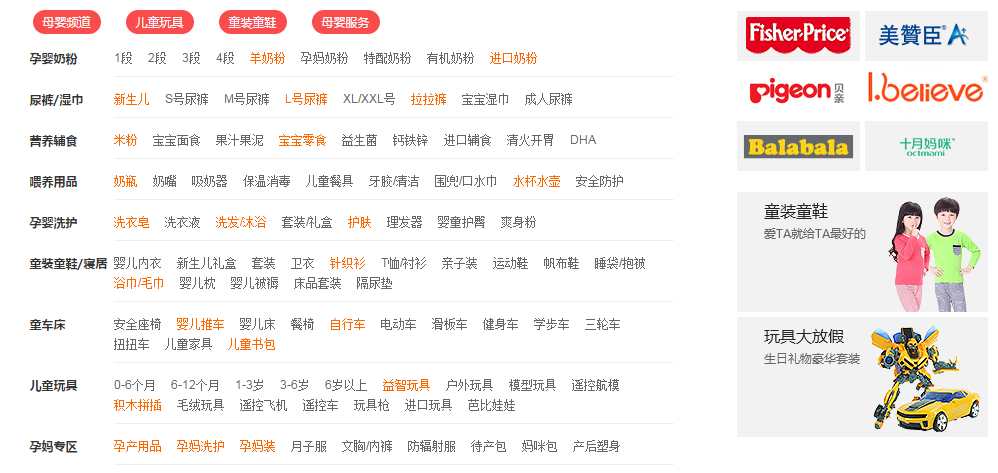 母婴频道 儿童玩具 童装童鞋 母婴服务
孕婴奶粉 1段 2段 3段 4段 羊奶粉 孕妈奶粉 特配奶粉 有机奶粉 进口奶粉
尿裤/湿巾 新生儿 S号尿裤 M号尿裤 L号尿裤 XL/XXL号 拉拉裤 宝宝湿巾 成人尿裤
营养辅食 米粉 宝宝面食 果汁果泥 宝宝零食 益生菌 钙铁锌 进口辅食 清火开胃 DHA
喂养用品 奶瓶 奶嘴 吸奶器 保温消毒 儿童餐具 牙胶/清洁 围兜/口水巾 水杯水壶 安全防护
孕婴洗护 洗衣皂 洗衣液 洗发/沐浴 套装/礼盒 护肤 理发器 婴童护臀 爽身粉
童装童鞋/寝居 婴儿内衣 新生儿礼盒 套装 卫衣 针织衫 T恤/衬衫 亲子装 运动鞋 帆布鞋 睡袋/抱被
浴巾/毛巾 婴儿枕 婴儿被褥 床品套装 隔尿垫
童车床 安全座椅 婴儿推车 婴儿床 餐椅 自行车 电动车 滑板车 健身车 学步车 三轮车
扭扭车 儿童家具 儿童书包
儿童玩具 0-6个月 6-12个月 1-3岁 3-6岁 6岁以上 益智玩具 户外玩具 模型玩具 遥控航模
积木拼插 毛绒玩具 遥控飞机 遥控车 玩具枪 进口玩具 芭比娃娃
孕妈专区 孕产用品 孕妈洗护 孕妈装 月子服 文胸/内裤 防辐射服 待产包 妈咪包 产后塑身
Fisher-Price 美赞臣 A+
pigeon 贝亲 I.believe
Balabala 十月妈咪 octmami
童装童鞋
爱TA就给TA最好的
玩具大放假
生日礼物豪华套装